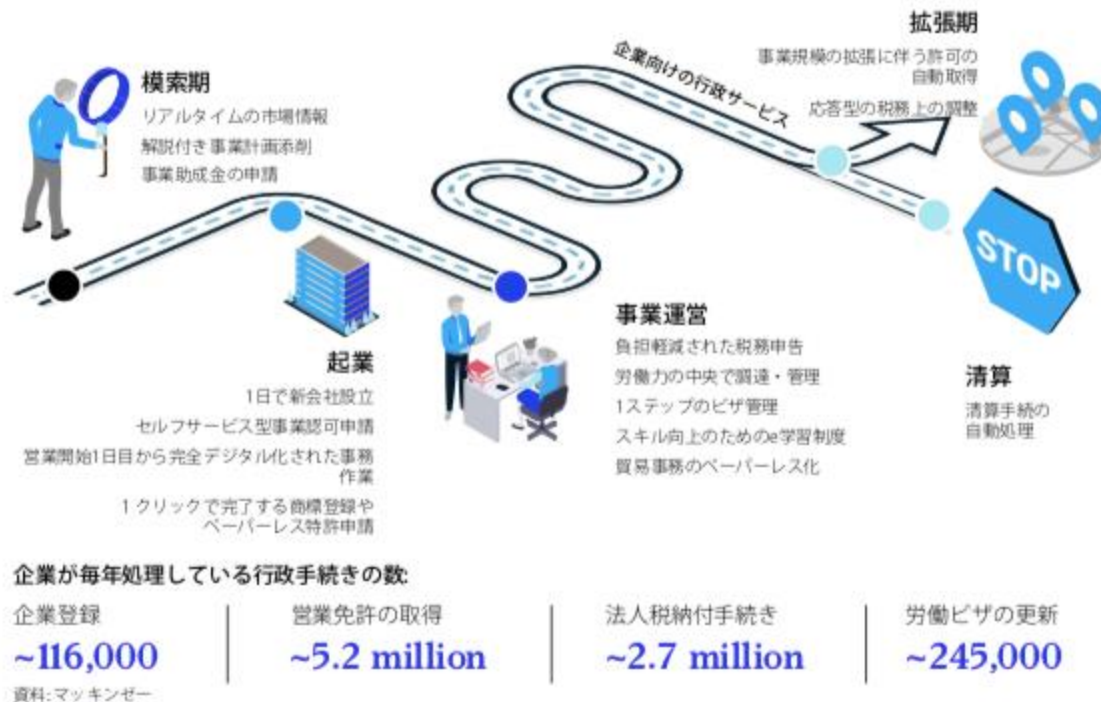 模索期
リアルタイムの市場情報
解説付き事業計画添削
事業助成金の申請
企業向けの行政サービス
拡張期
事業規模の拡張に伴う許可の
自動取得
応答型の税務上の調整
STOP
起業
1日で新会社設立
セルフサービス型事業認可申請
営業開始1日目から完全デジタル化された事務
作業
1クリックで完了する商標登録や
ペーパーレス特許申請
事業運営
負担軽減された税務申告
労働力の中央で調達・管理
1ステップのビザ管理
スキル向上のためのe学習制度
貿易事務のペーパーレス化
清算
清算手続の
自動処理
企業が毎年処理している行政手続きの数:
企業登録
~116,000
営業免許の取得
~5.2 million
法人税納付手続き
~2.7 million
労働ビザの更新
~245,000
資料:マッキンゼー